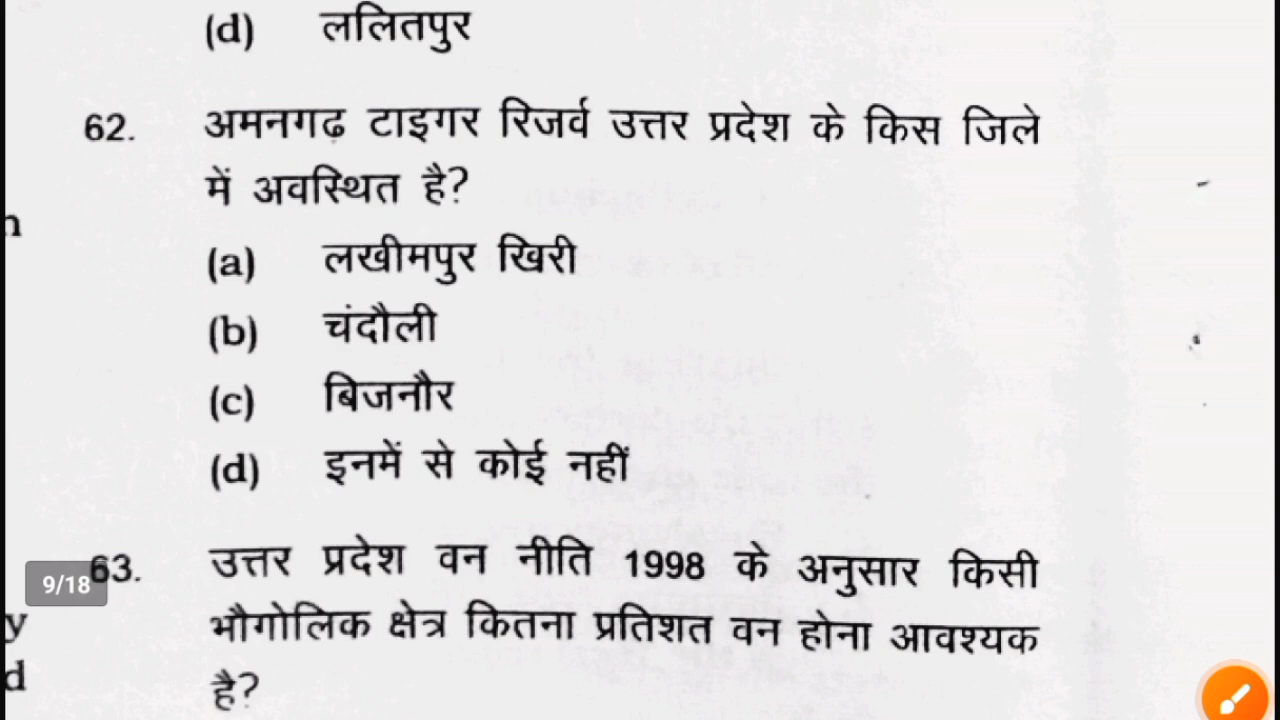 (d) ललितपुर
62. अमनगढ़ टाइगर रिजर्व उत्तर प्रदेश के किस जिले
में अवस्थित है?
n
(a) लखीमपुर खिरी
(b) चंदौली
(c) बिजनौर
(d) इनमें से कोई नहीं
63. उत्तर प्रदेश वन नीति 1998 के अनुसार किसी
9/18
भौगोलिक क्षेत्र कितना प्रतिशत वन होना आवश्यक
y
d
है?